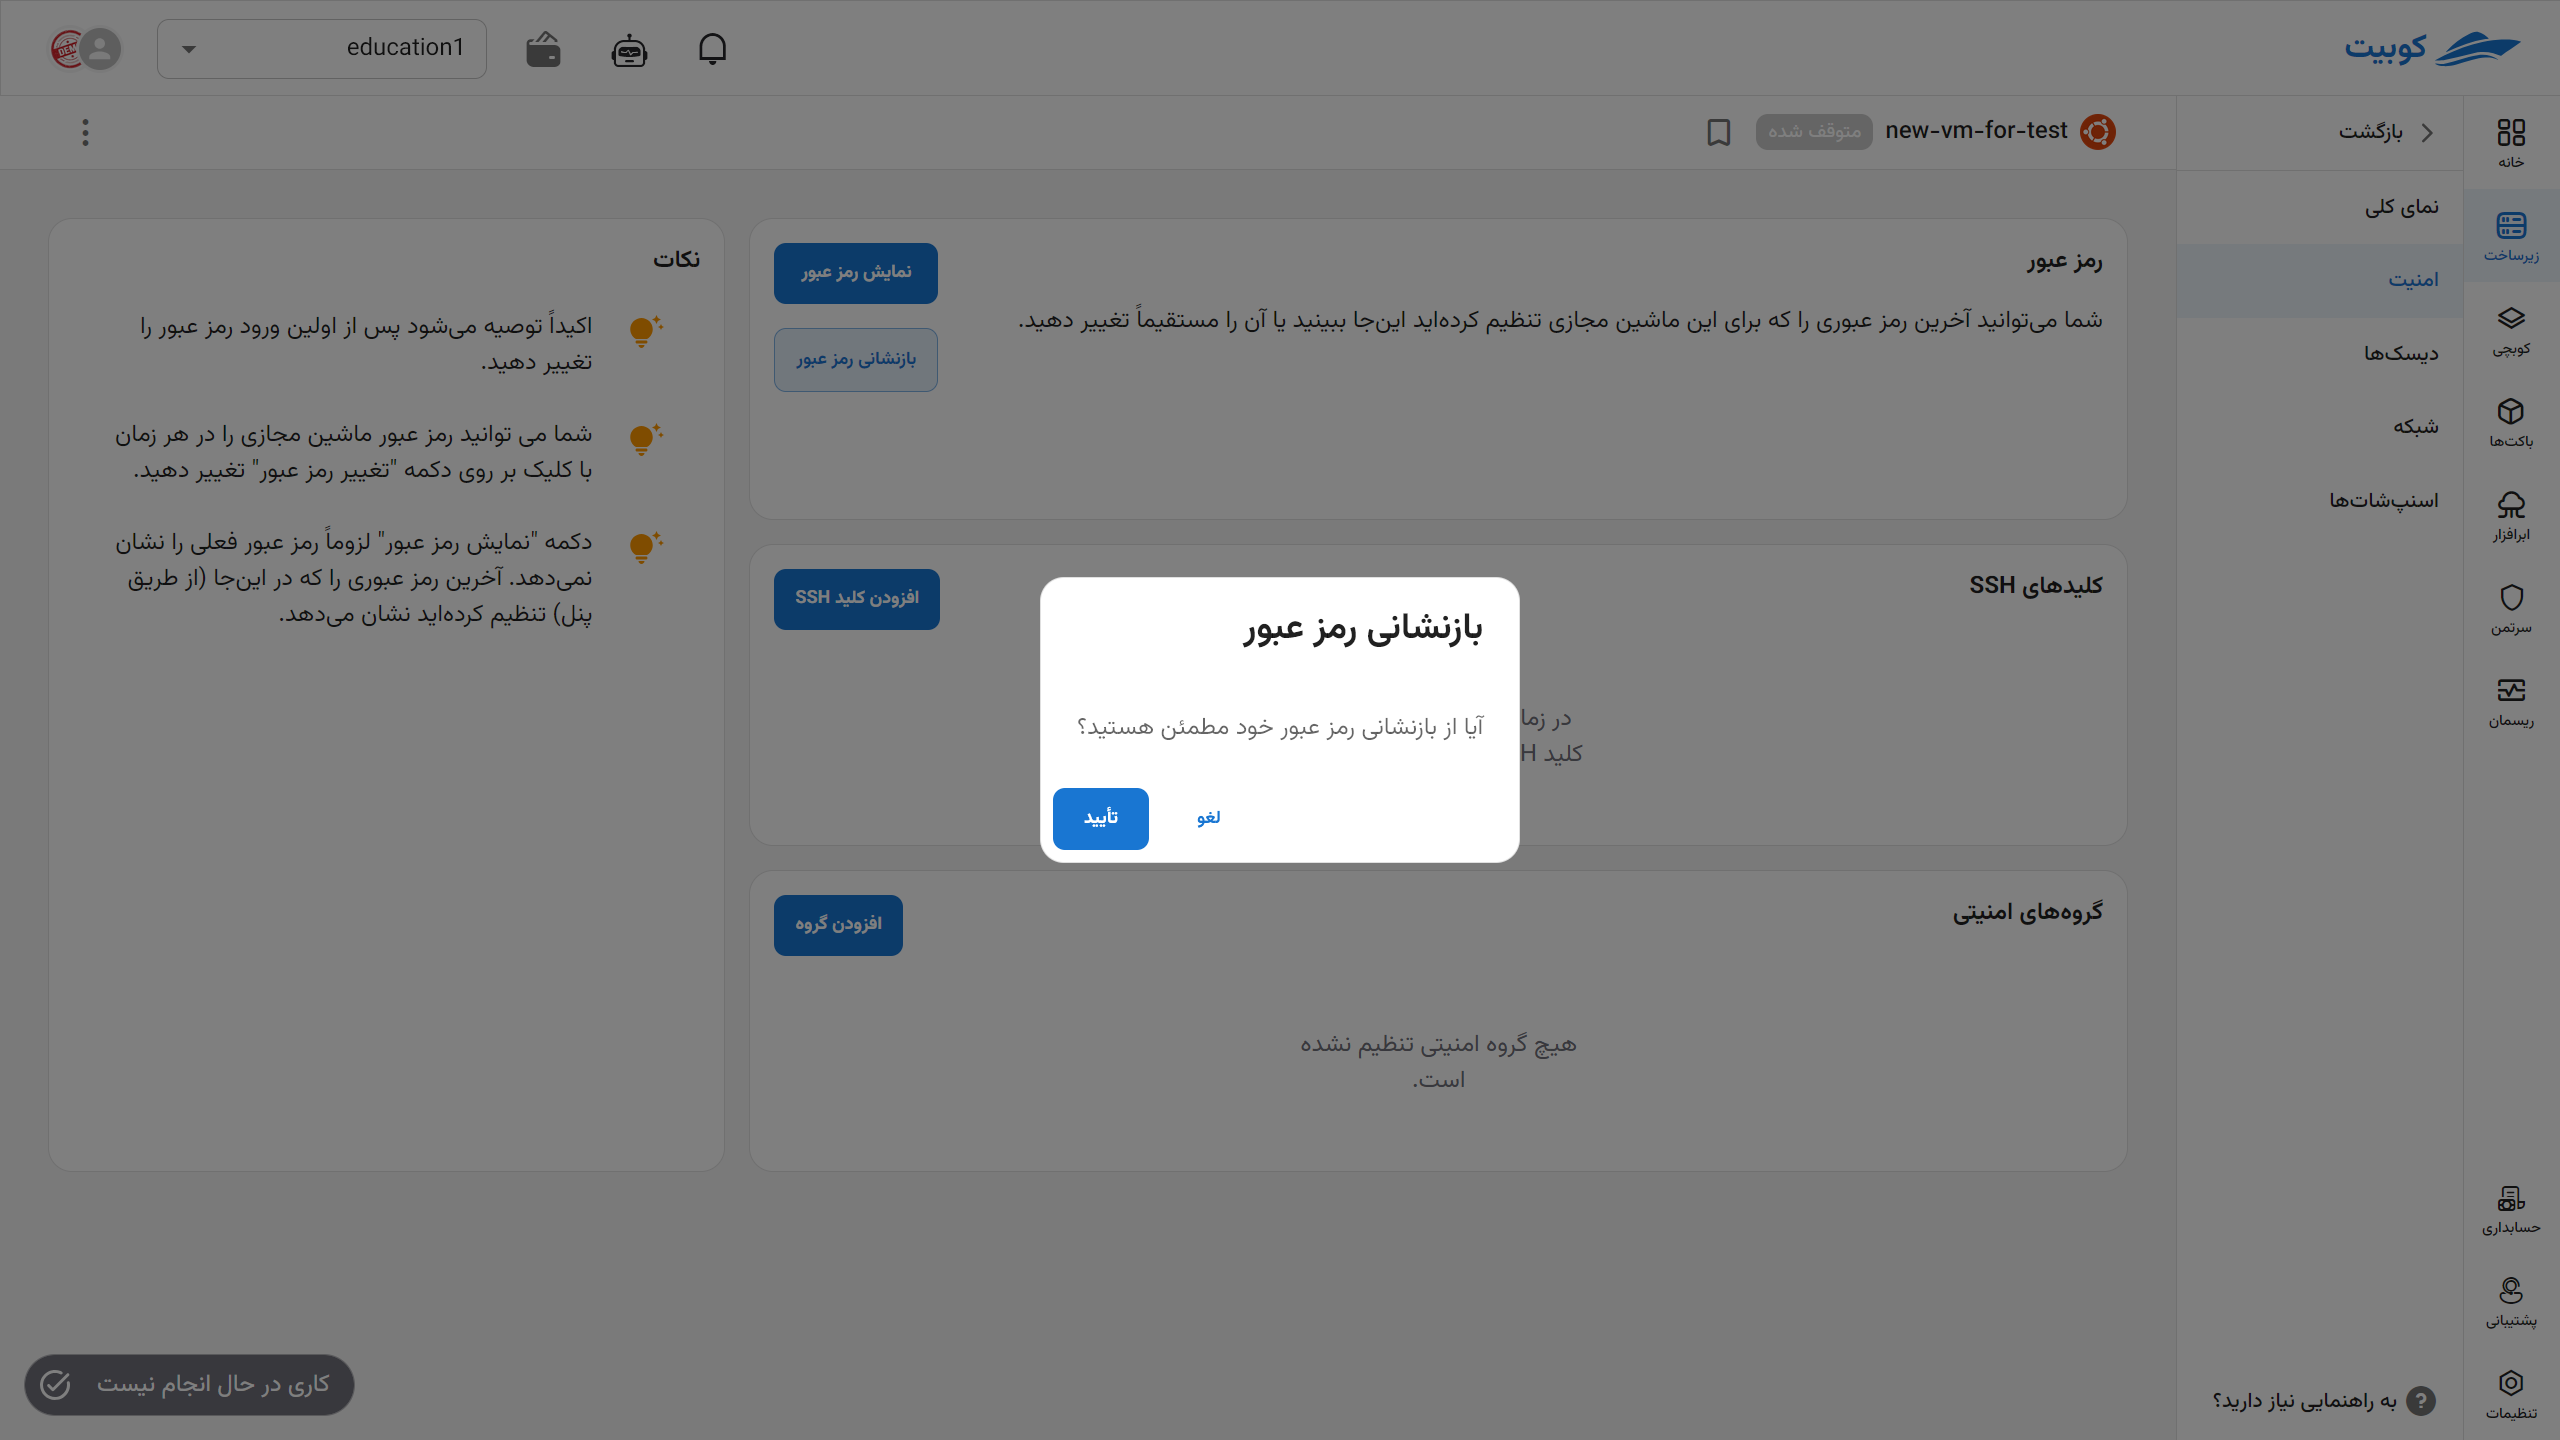 کوبیت
education1
بازگشت
new-vm-for-test
متوقف شده
خانه
زیرساخت
کوبچی
باکت‌ها
ابرافزار
سرتمن
ریسمان
حسابداری
پشتیبانی
تنظیمات
نمای کلی
امنیت
دیسک‌ها
شبکه
اسنپ‌شات‌ها
به راهنمایی نیاز دارید؟
رمز عبور
شما می‌توانید آخرین رمز عبوری را که برای این ماشین مجازی تنظیم کرده‌اید این‌جا ببینید یا آن را مستقیماً تغییر دهید.
نمایش رمز عبور
بازنشانی رمز عبور
کلیدهای SSH
افزودن کلید SSH
در
کلید
بازنشانی رمز عبور
آیا از بازنشانی رمز عبور خود مطمئن هستید؟
لغو
تأیید
گروه‌های امنیتی
افزودن گروه
هیچ گروه امنیتی تنظیم نشده
است.
نکات
اکیداً توصیه می‌شود پس از اولین ورود رمز عبور را
تغییر دهید.
شما می توانید رمز عبور ماشین مجازی را در هر زمان
با کلیک بر روی دکمه "تغییر رمز عبور" تغییر دهید.
دکمه "نمایش رمز عبور" لزوماً رمز عبور فعلی را نشان
نمی‌دهد. آخرین رمز عبوری را که در این‌جا (از طریق
پنل) تنظیم کرده‌اید نشان می‌دهد.
کاری در حال انجام نیست